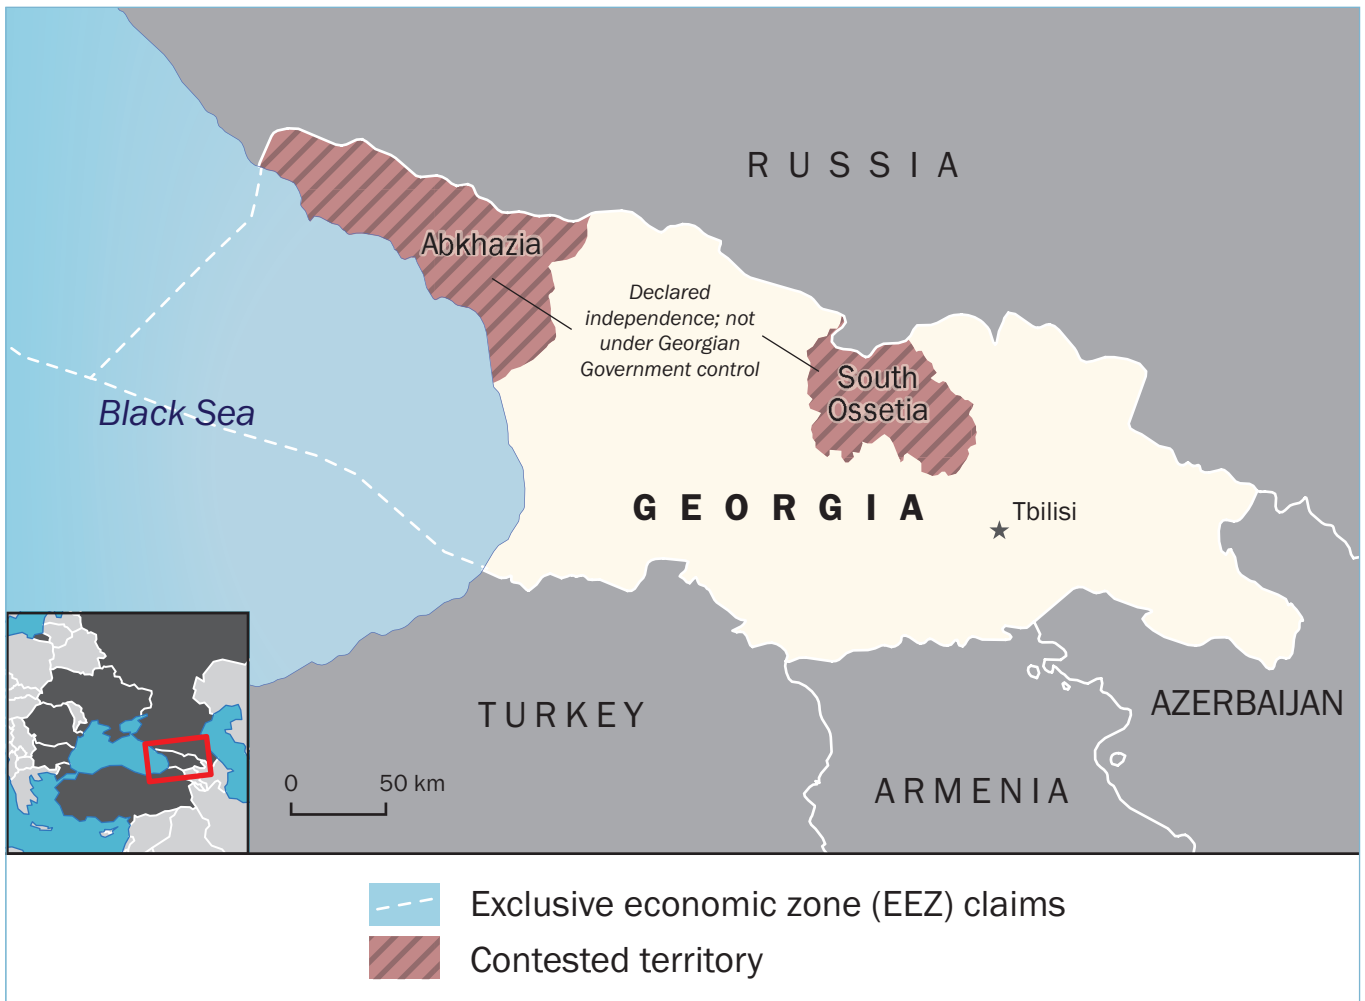 RUSSIA
Abkhazia
Declared
independence; not
under Georgian
Government control
South
Ossetia
Black Sea
GEORGIA
Tbilisi
TURKEY
AZERBAIJAN
ARMENIA
0 50 km
Exclusive economic zone (EEZ) claims
Contested territory